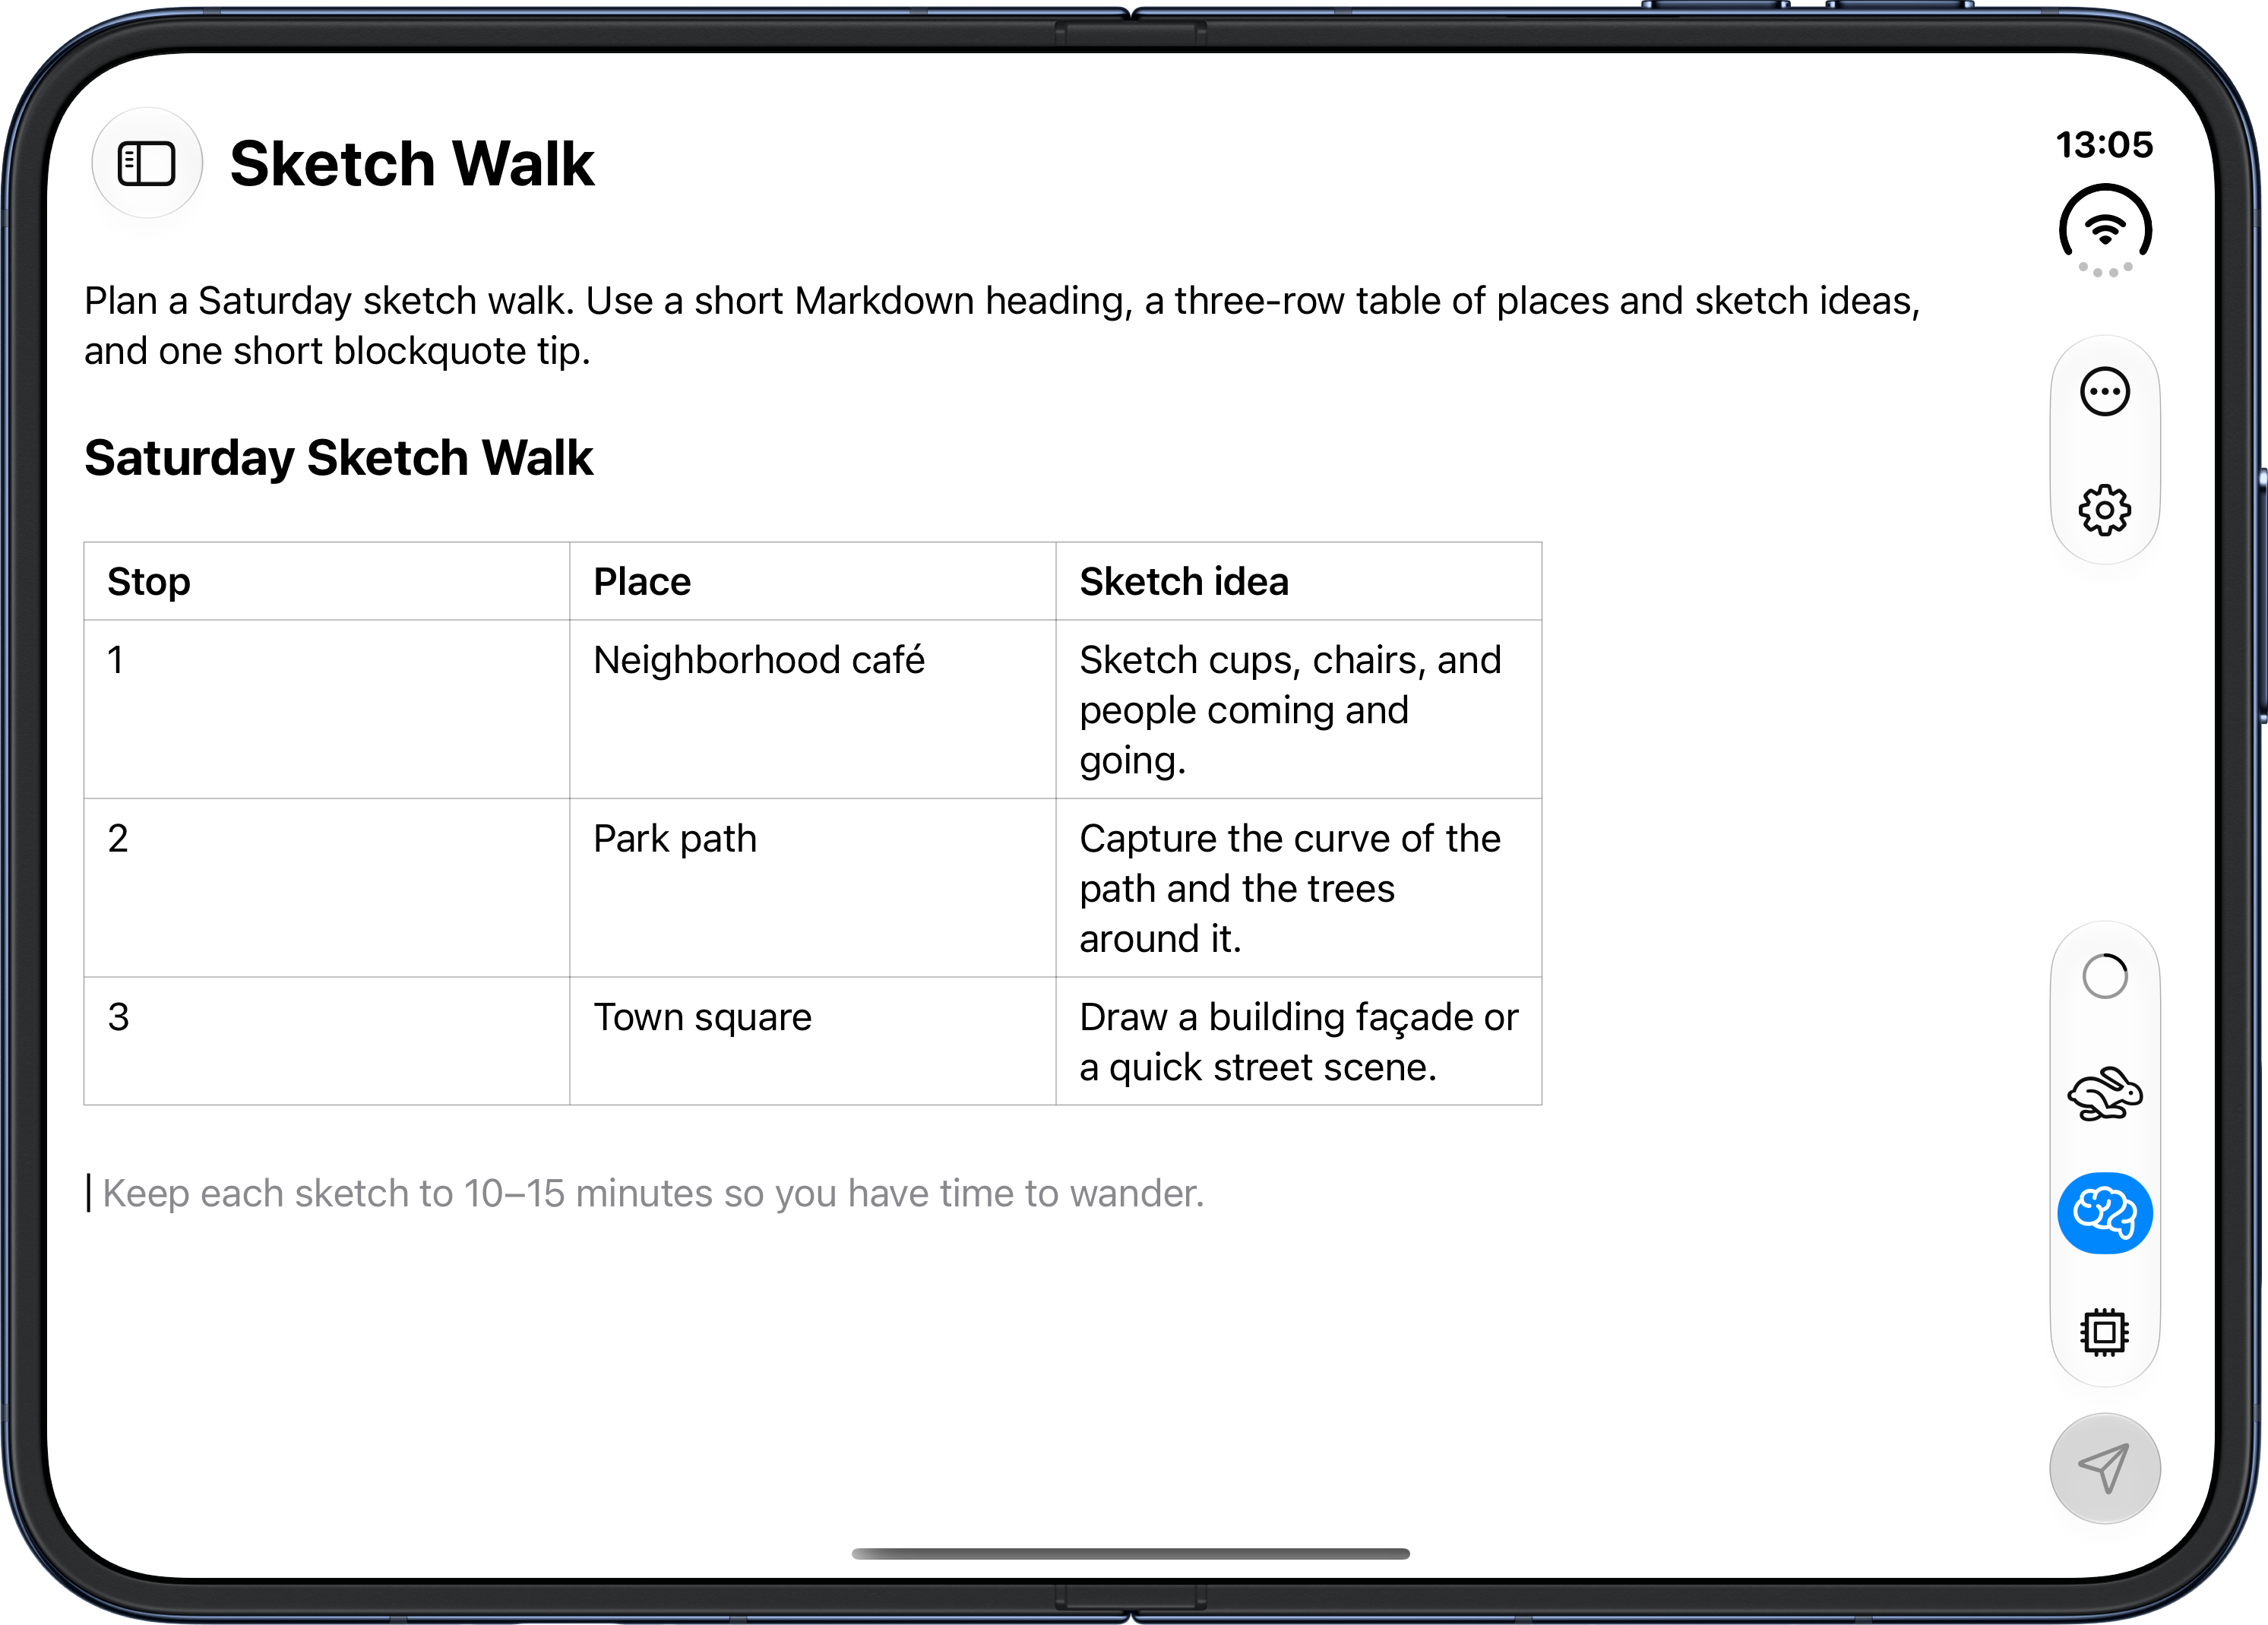 Sketch Walk
13:05
Plan a Saturday sketch walk. Use a short Markdown heading, a three-row table of places and sketch ideas,
and one short blockquote tip.
Saturday Sketch Walk
Stop Place Sketch idea
1 Neighborhood café Sketch cups, chairs, and
people coming and
going.
2 Park path Capture the curve of the
path and the trees
around it.
3 Town square Draw a building façade or
a quick street scene.
Keep each sketch to 10–15 minutes so you have time to wander.